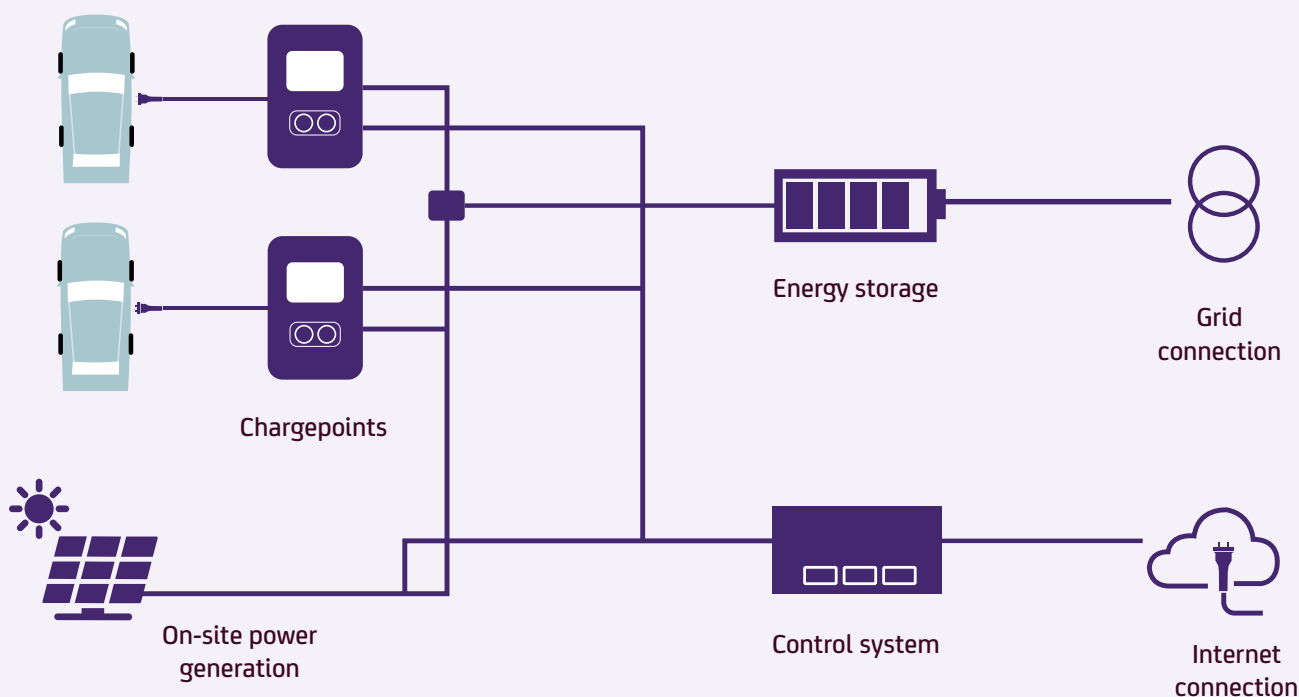 Energy storage
Grid
connection
Chargepoints
On-site power
generation
Control system
Internet
connection